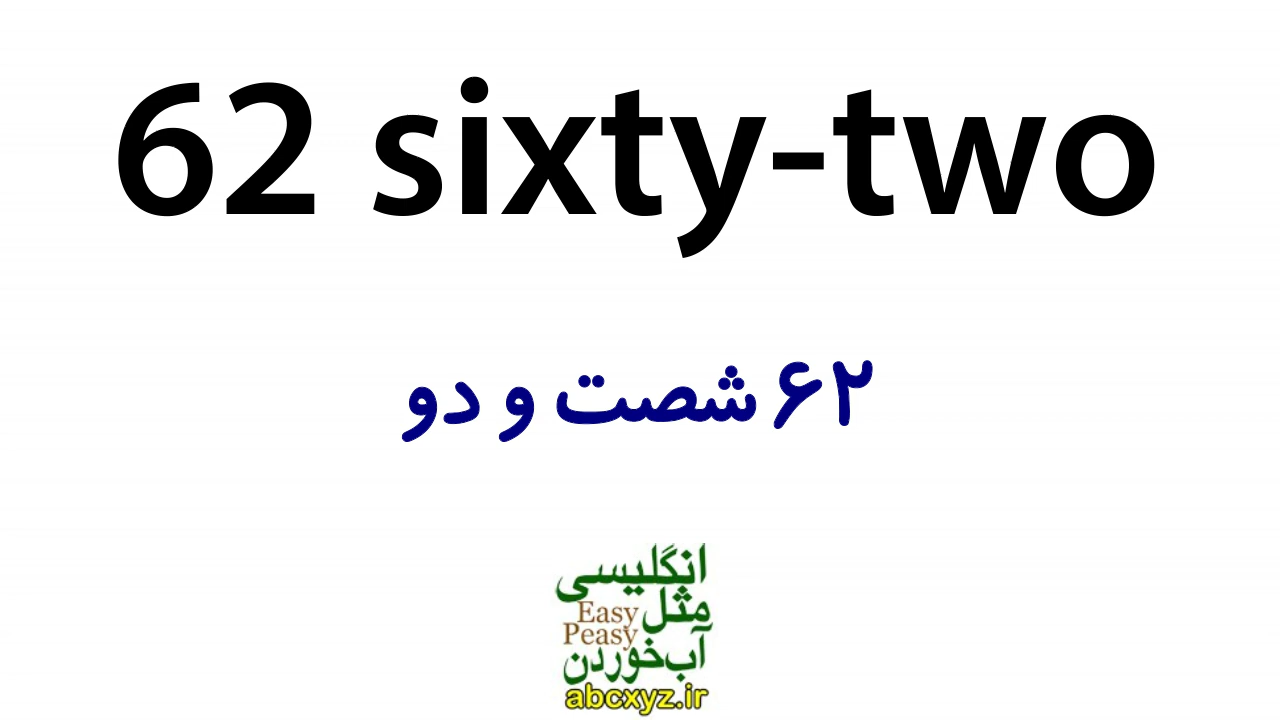 62 sixty-two
۶۲ شصت و دو
انگلیسی
مثل Easy
Peasy
آب‌خوردن
abcxyz.ir